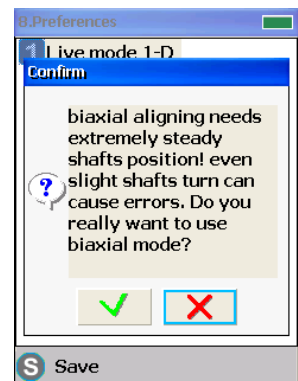 8.Preferences
1 Live mode 1-D
Confirm
biaxial aligning needs
extremely steady
shafts position! even
slight shafts turn can
cause errors. Do you
really want to use
biaxial mode?
S Save